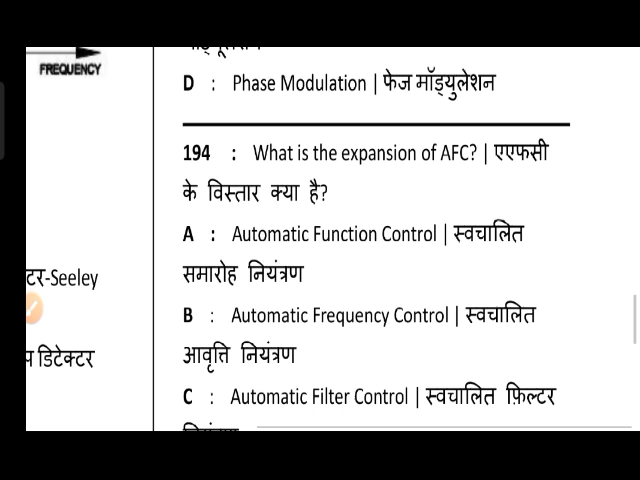 FREQUENCY
D : Phase Modulation | फेज मॉड्युलेशन
194 : What is the expansion of AFC? | एएफसी
के विस्तार क्या है?
A : Automatic Function Control | स्वचालित
समारोह नियंत्रण
टर-Seeley
B : Automatic Frequency Control | स्वचालित
आवृत्ति नियंत्रण
डिटेक्टर
C : Automatic Filter Control | स्वचालित फ़िल्टर